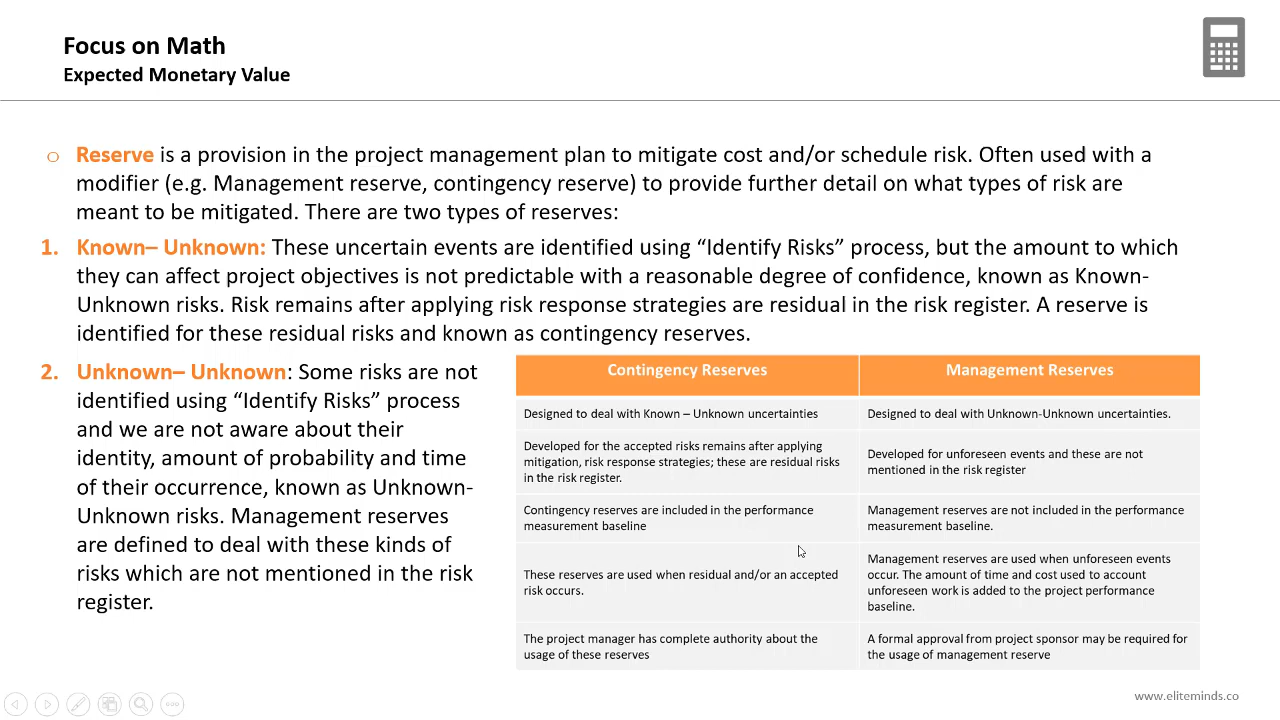 Focus on Math
Expected Monetary Value
o Reserve is a provision in the project management plan to mitigate cost and/or schedule risk. Often used with a
modifier (e.g. Management reserve, contingency reserve) to provide further detail on what types of risk are
meant to be mitigated. There are two types of reserves:
1. Known– Unknown: These uncertain events are identified using “Identify Risks” process, but the amount to which
they can affect project objectives is not predictable with a reasonable degree of confidence, known as Known-
Unknown risks. Risk remains after applying risk response strategies are residual in the risk register. A reserve is
identified for these residual risks and known as contingency reserves.
2. Unknown– Unknown: Some risks are not
identified using “Identify Risks” process
and we are not aware about their
identity, amount of probability and time
of their occurrence, known as Unknown-
Unknown risks. Management reserves
are defined to deal with these kinds of
risks which are not mentioned in the risk
register.
Contingency Reserves
Management Reserves
Designed to deal with Known – Unknown uncertainties
Designed to deal with Unknown-Unknown uncertainties.
Developed for the accepted risks remains after applying
mitigation, risk response strategies; these are residual risks
in the risk register.
Developed for unforeseen events and these are not
mentioned in the risk register
Contingency reserves are included in the performance
measurement baseline
Management reserves are not included in the performance
measurement baseline.
These reserves are used when residual and/or an accepted
risk occurs.
Management reserves are used when unforeseen events
occur. The amount of time and cost used to account
unforeseen work is added to the project performance
baseline.
The project manager has complete authority about the
usage of these reserves
A formal approval from project sponsor may be required for
the usage of management reserve
www.eliteminds.co